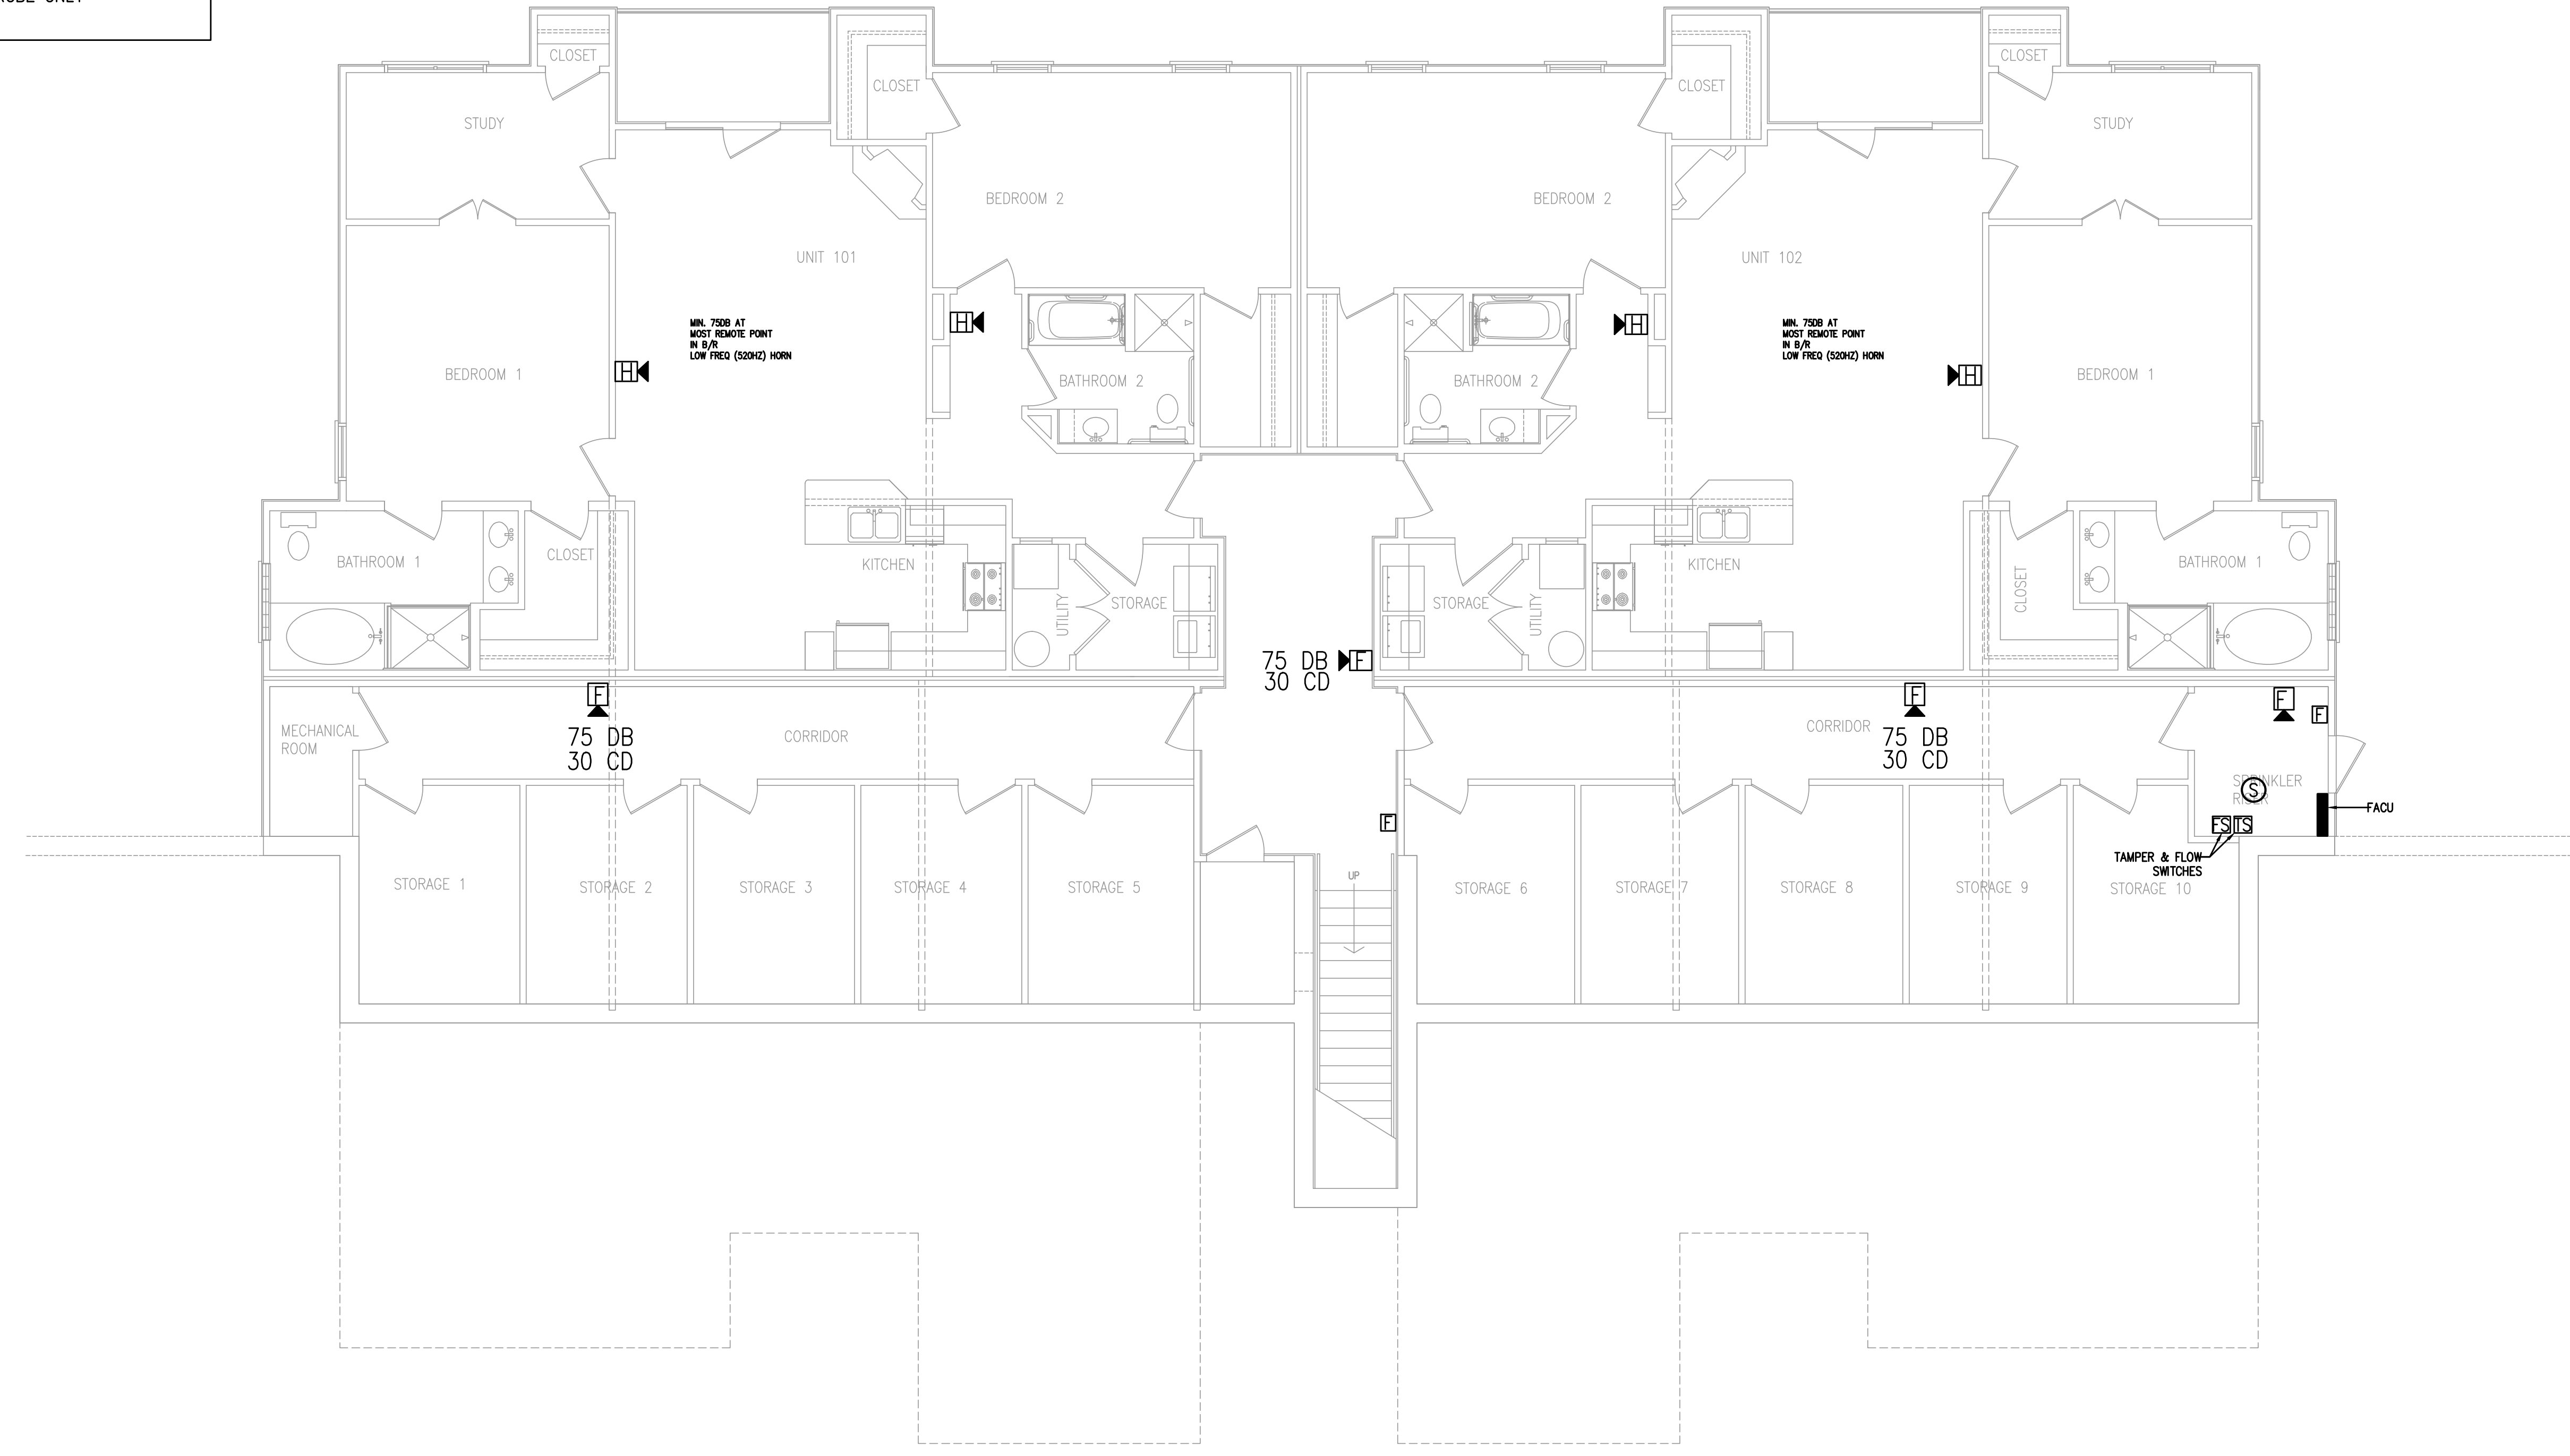 CLOSET
CLOSET
STUDY
BEDROOM 2
UNIT 101
MIN. 75DB AT
MOST REMOTE POINT
IN B/R
LOW FREQ (520HZ) HORN
H
H
BEDROOM 1
BATHROOM 2
BATHROOM 1
CLOSET
KITCHEN
UTILITY
STORAGE
CLOSET
CLOSET
STUDY
BEDROOM 2
UNIT 102
MIN. 75DB AT
MOST REMOTE POINT
IN B/R
LOW FREQ (520HZ) HORN
H
H
BEDROOM 1
BATHROOM 2
BATHROOM 1
CLOSET
KITCHEN
UTILITY
STORAGE
75 DB
30 CD
F
F
75 DB
30 CD
MECHANICAL
ROOM
CORRIDOR
F
CORRIDOR
75 DB
30 CD
F
F
SPRINKLER
RISER
S
FACU
FS TS
TAMPER & FLOW
SWITCHES
F
UP
STORAGE 1
STORAGE 2
STORAGE 3
STORAGE 4
STORAGE 5
STORAGE 6
STORAGE 7
STORAGE 8
STORAGE 9
STORAGE 10